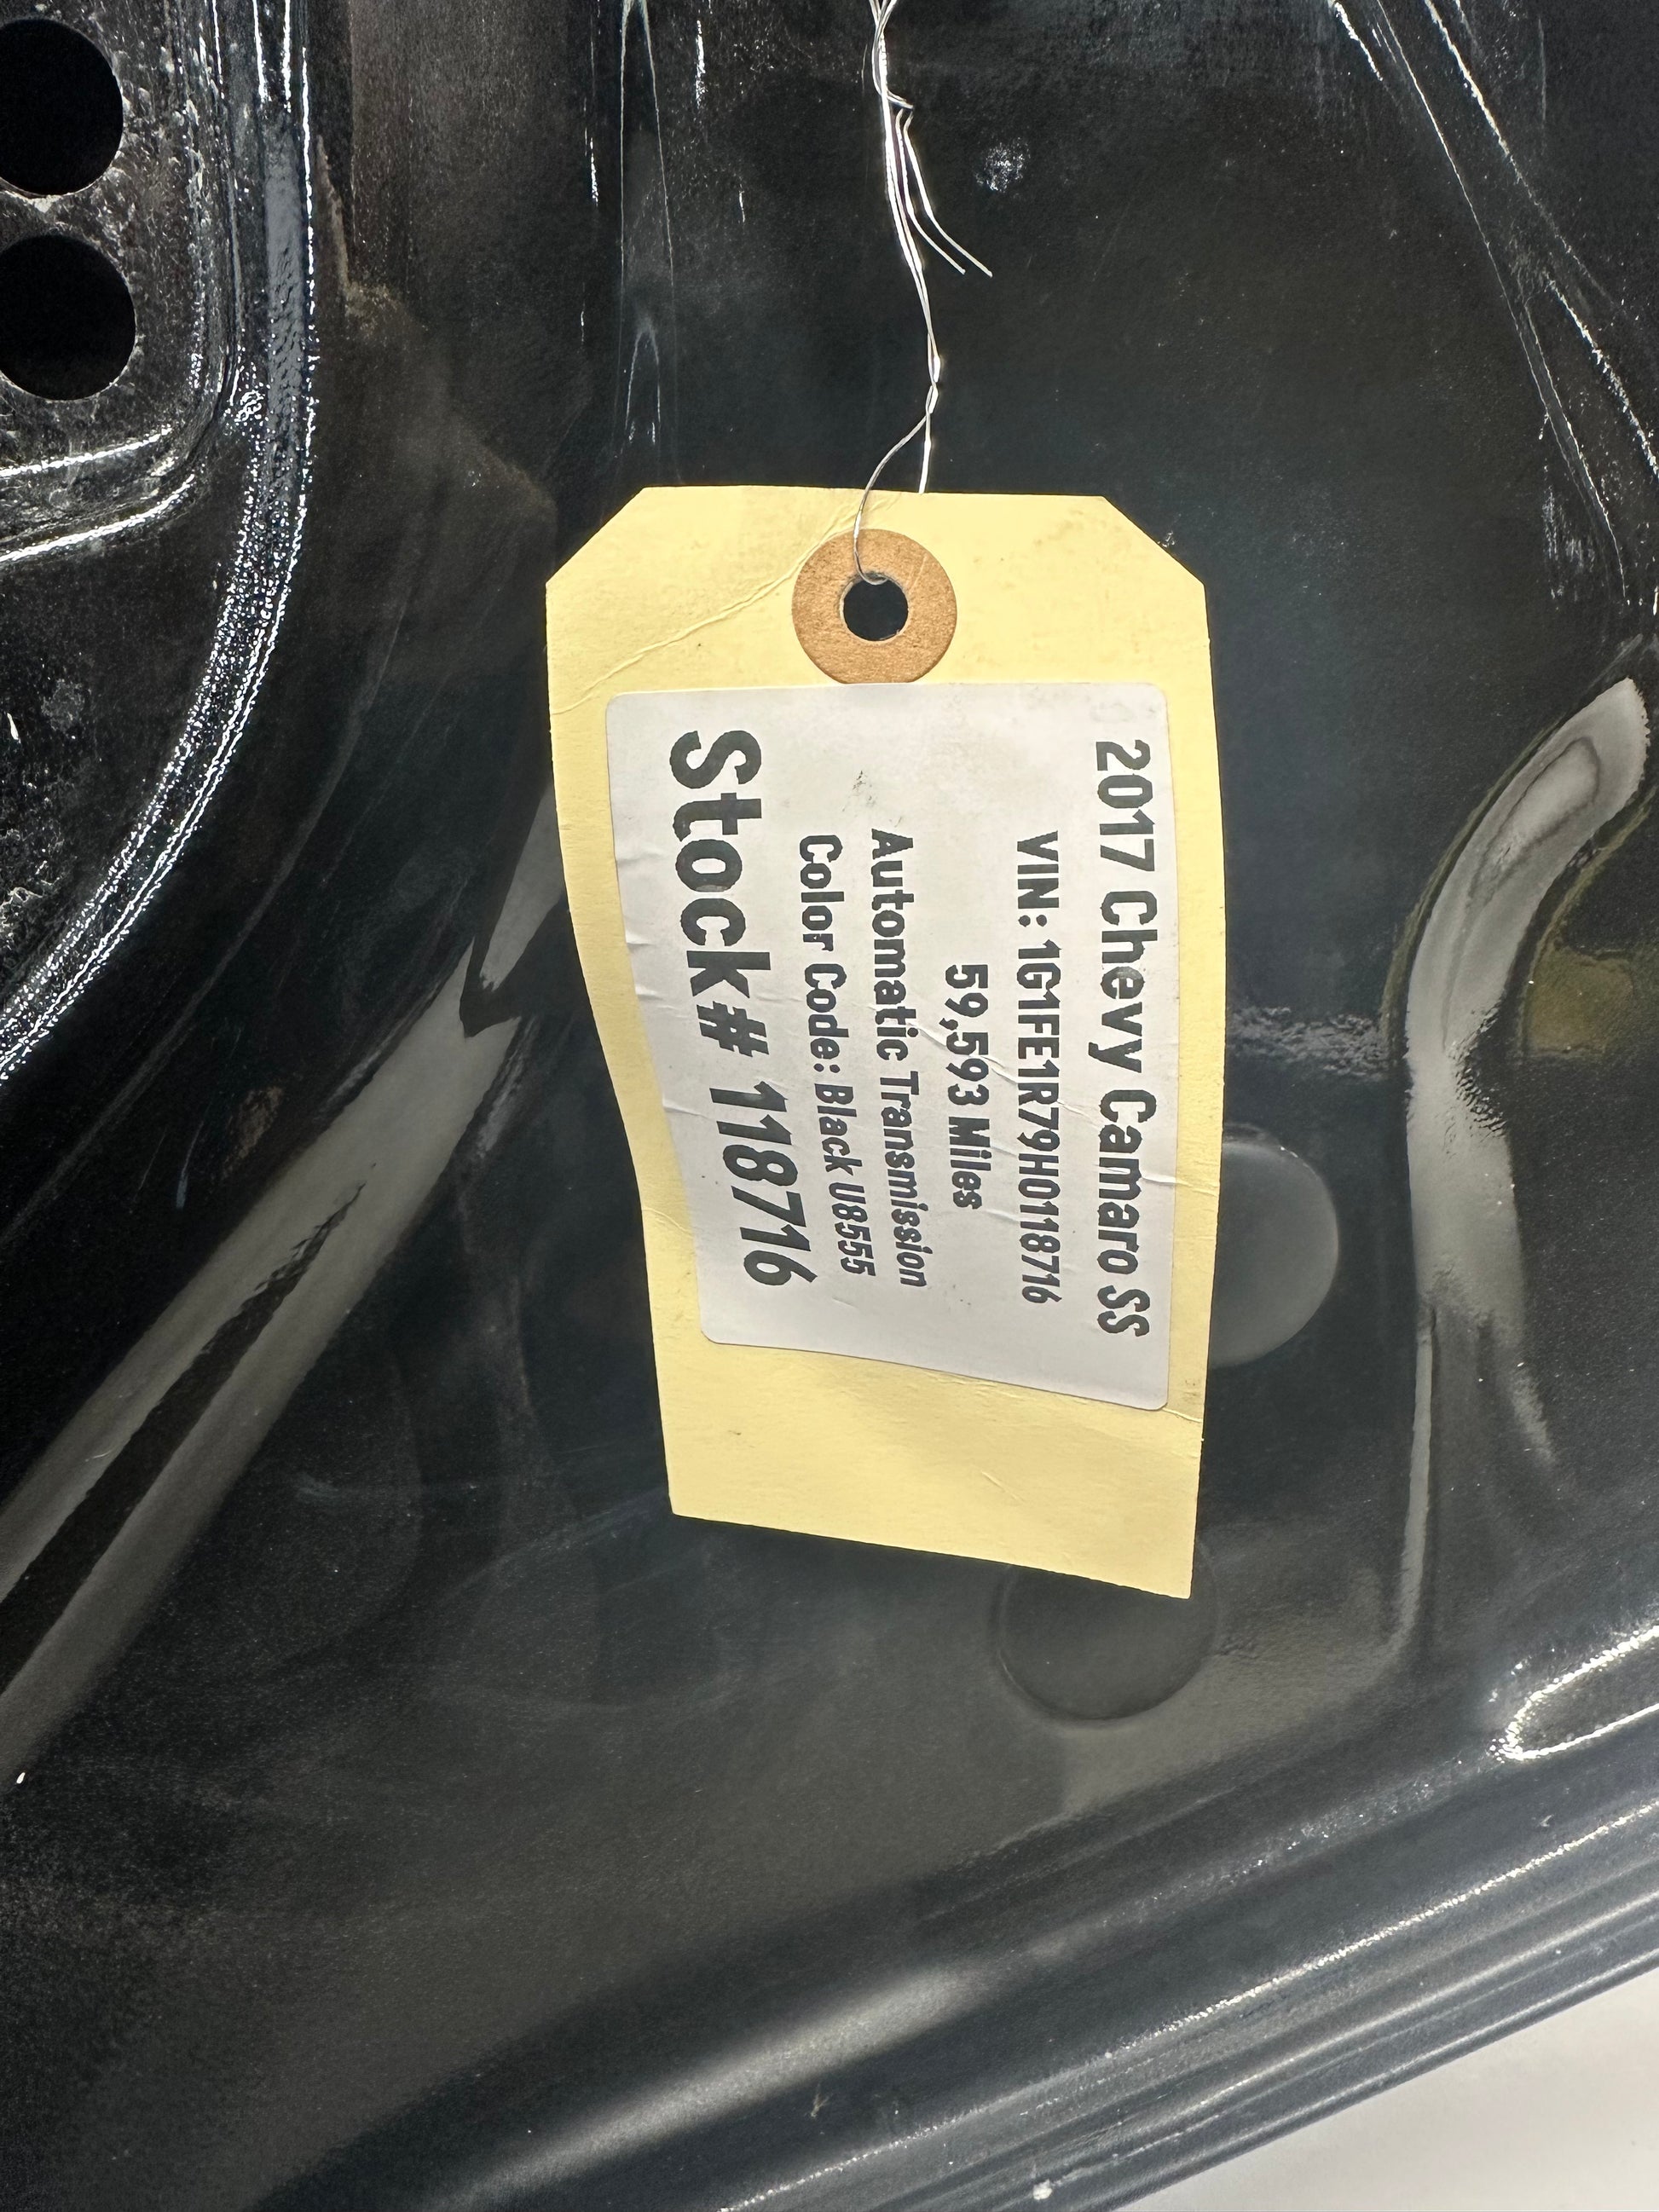 2017 Chevy Camaro SS
VIN: 1G1FE1R79H0118716
59,593 Miles
Automatic Transmission
Color Code: Black U8555
Stock# 118716